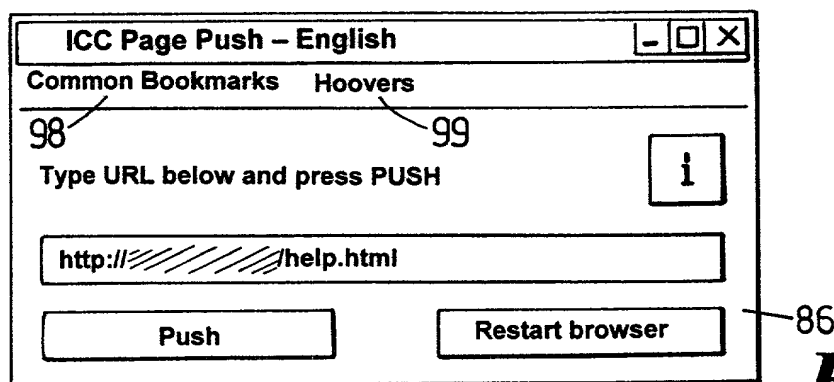 ICC Page Push – English
Common Bookmarks Hoovers
98 99
Type URL below and press PUSH i
http:// /help.html
Push Restart browser
86